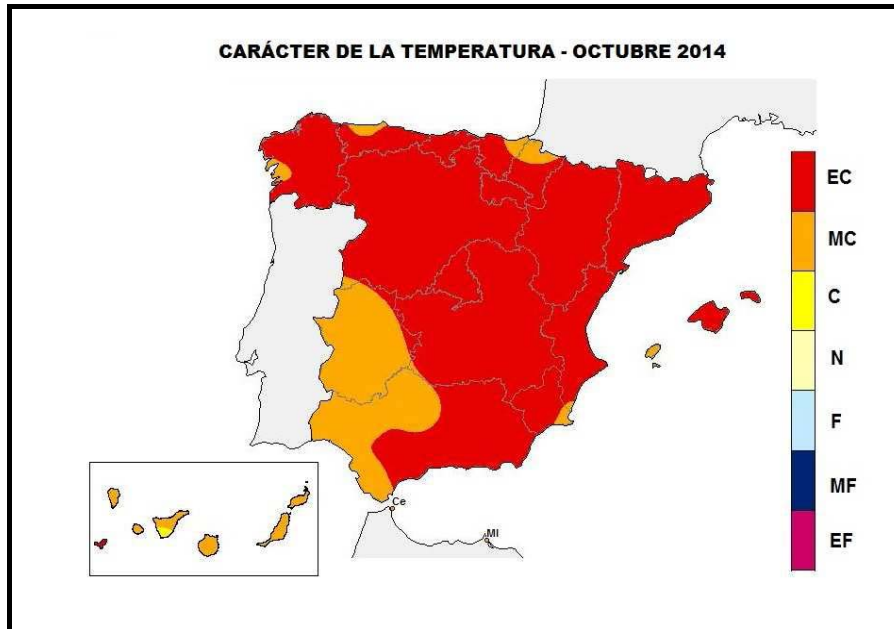 CARÁCTER DE LA TEMPERATURA - OCTUBRE 2014
EC
MC
C
N
F
MF
EF
Ce
Ml